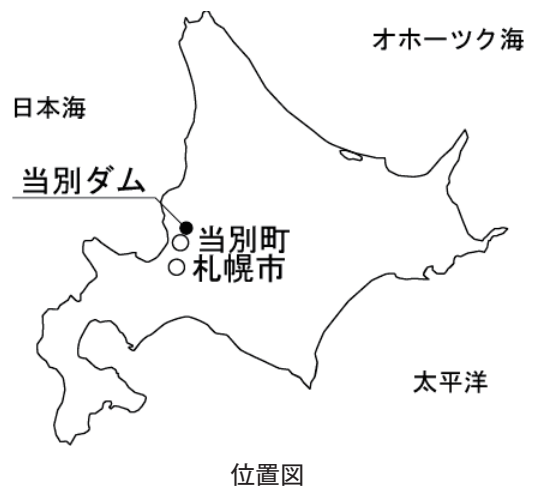 オホーツク海
日本海
当別ダム
当別町
札幌市
太平洋
位置図